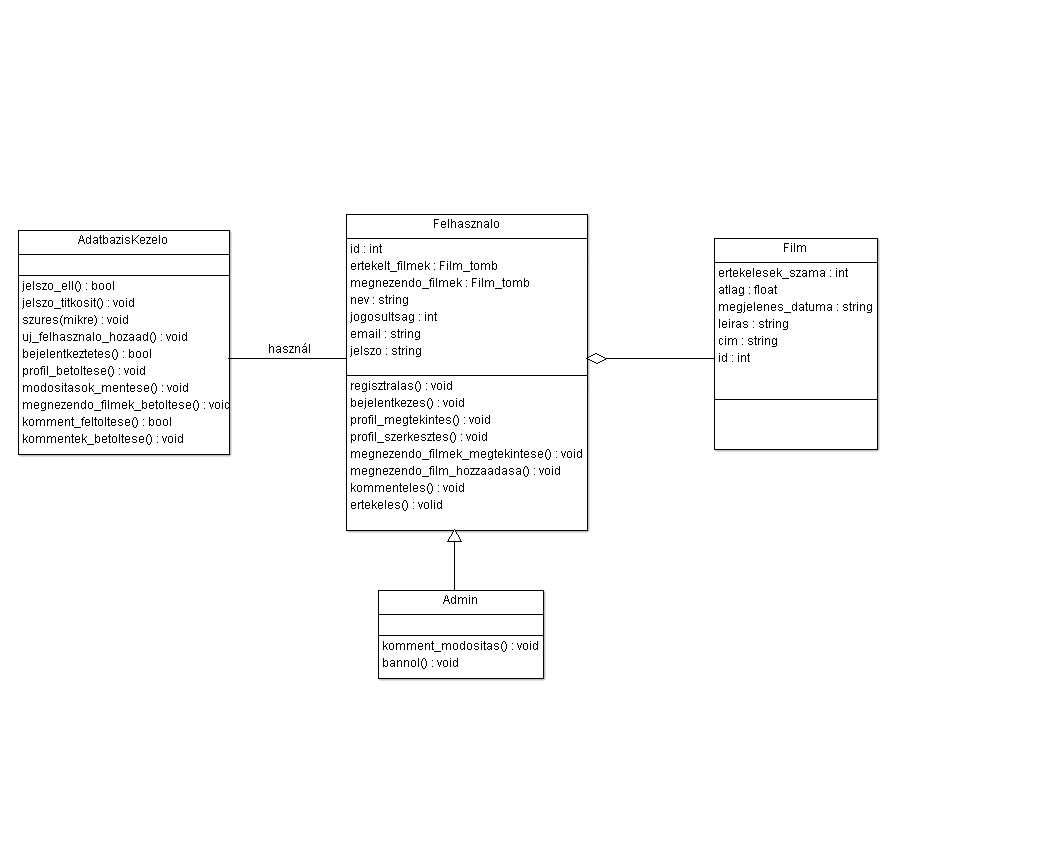 AdatbazisKezelo
jelszo_ell() : bool
jelszo_titkosit() : void
szures(mikre) : void
uj_felhasznalo_hozaad() : void
bejelentkeztetes() : bool
profil_betoltese() : void
modositasok_mentese() : void
megnezendo_filmek_betoltese() : void
komment_feltoltese() : bool
kommentek_betoltese() : void
használ
Felhasznalo
id : int
ertekelt_filmek : Film_tomb
megnezendo_filmek : Film_tomb
nev : string
jogosultsag : int
email : string
jelszo : string
regisztralas() : void
bejelentkezes() : void
profil_megtekintes() : void
profil_szerkesztes() : void
megnezendo_filmek_megtekintese() : void
megnezendo_film_hozzaadasa() : void
kommenteles() : void
ertekeles() : volid
Film
ertekelesek_szama : int
atlag : float
megjelenes_datuma : string
leiras : string
cim : string
id : int
Admin
komment_modositas() : void
bannol() : void